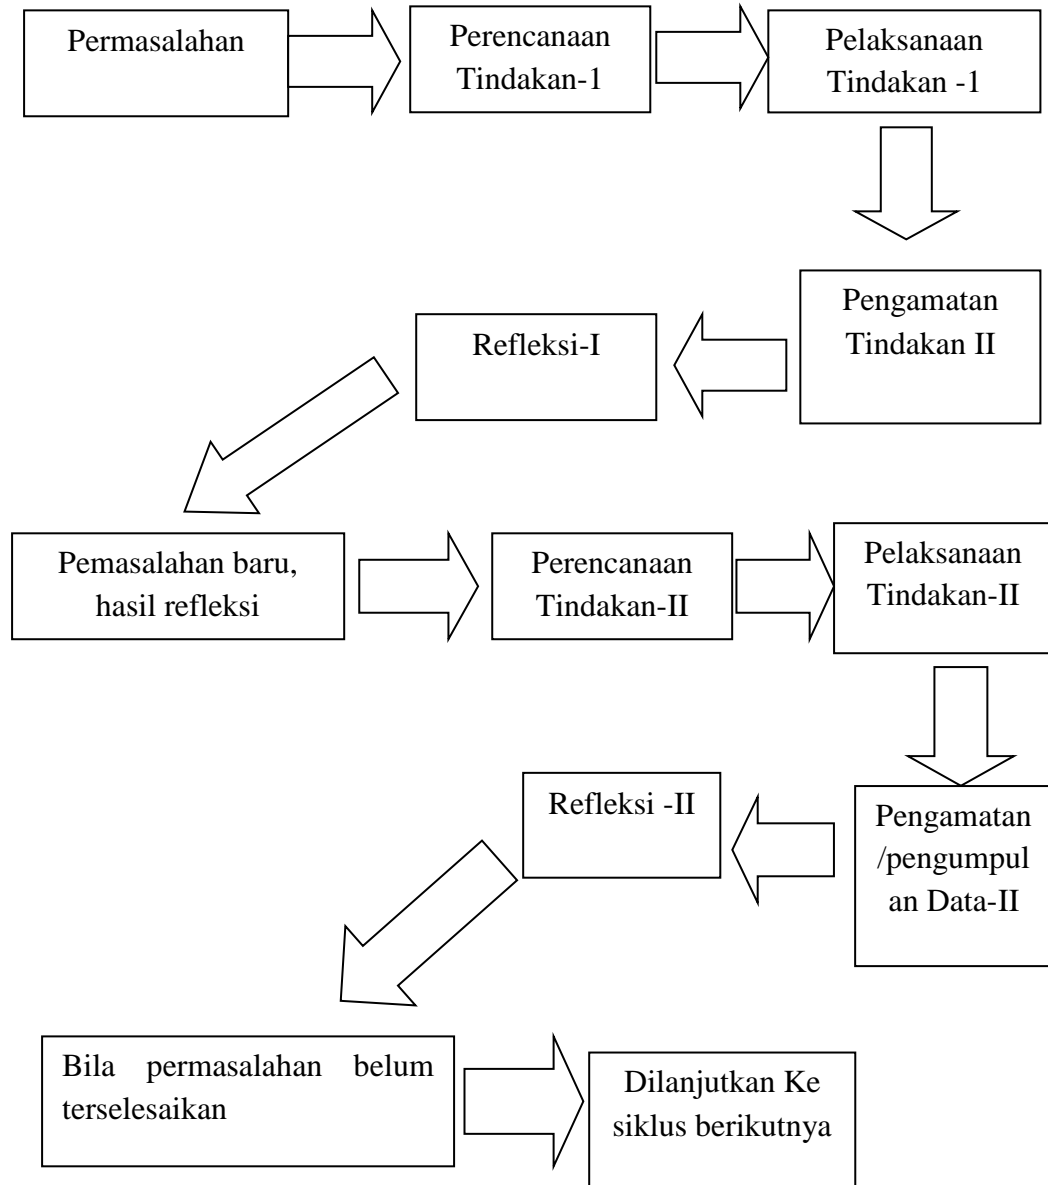 Permasalahan
Perencanaan
Tindakan-1
Pelaksanaan
Tindakan -1
Pengamatan
Tindakan II
Refleksi-I
Pemasalahan baru,
hasil refleksi
Perencanaan
Tindakan-II
Pelaksanaan
Tindakan-II
Pengamatan
/pengumpul
an Data-II
Refleksi -II
Bila permasalahan belum
terselesaikan
Dilanjutkan Ke
siklus berikutnya